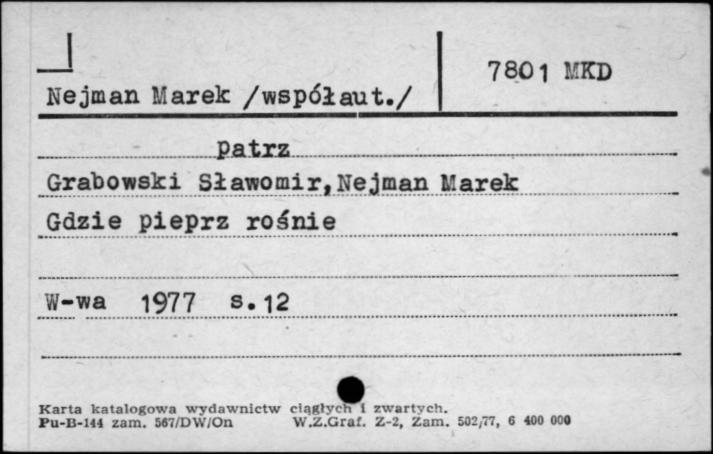 7801 MKD
Nejman Marek /współaut./
patrz
Grabowski Sławomir,Nejman Marek
Gdzie pieprz rośnie
W-wa 1977 s.12
Karta katalogowa wydawnictw ciągłych i zwartych.
Pu-B-144 zam. 567/DW/On W.Z.Graf. Z-2, Zam. 502/77, 6 400 000